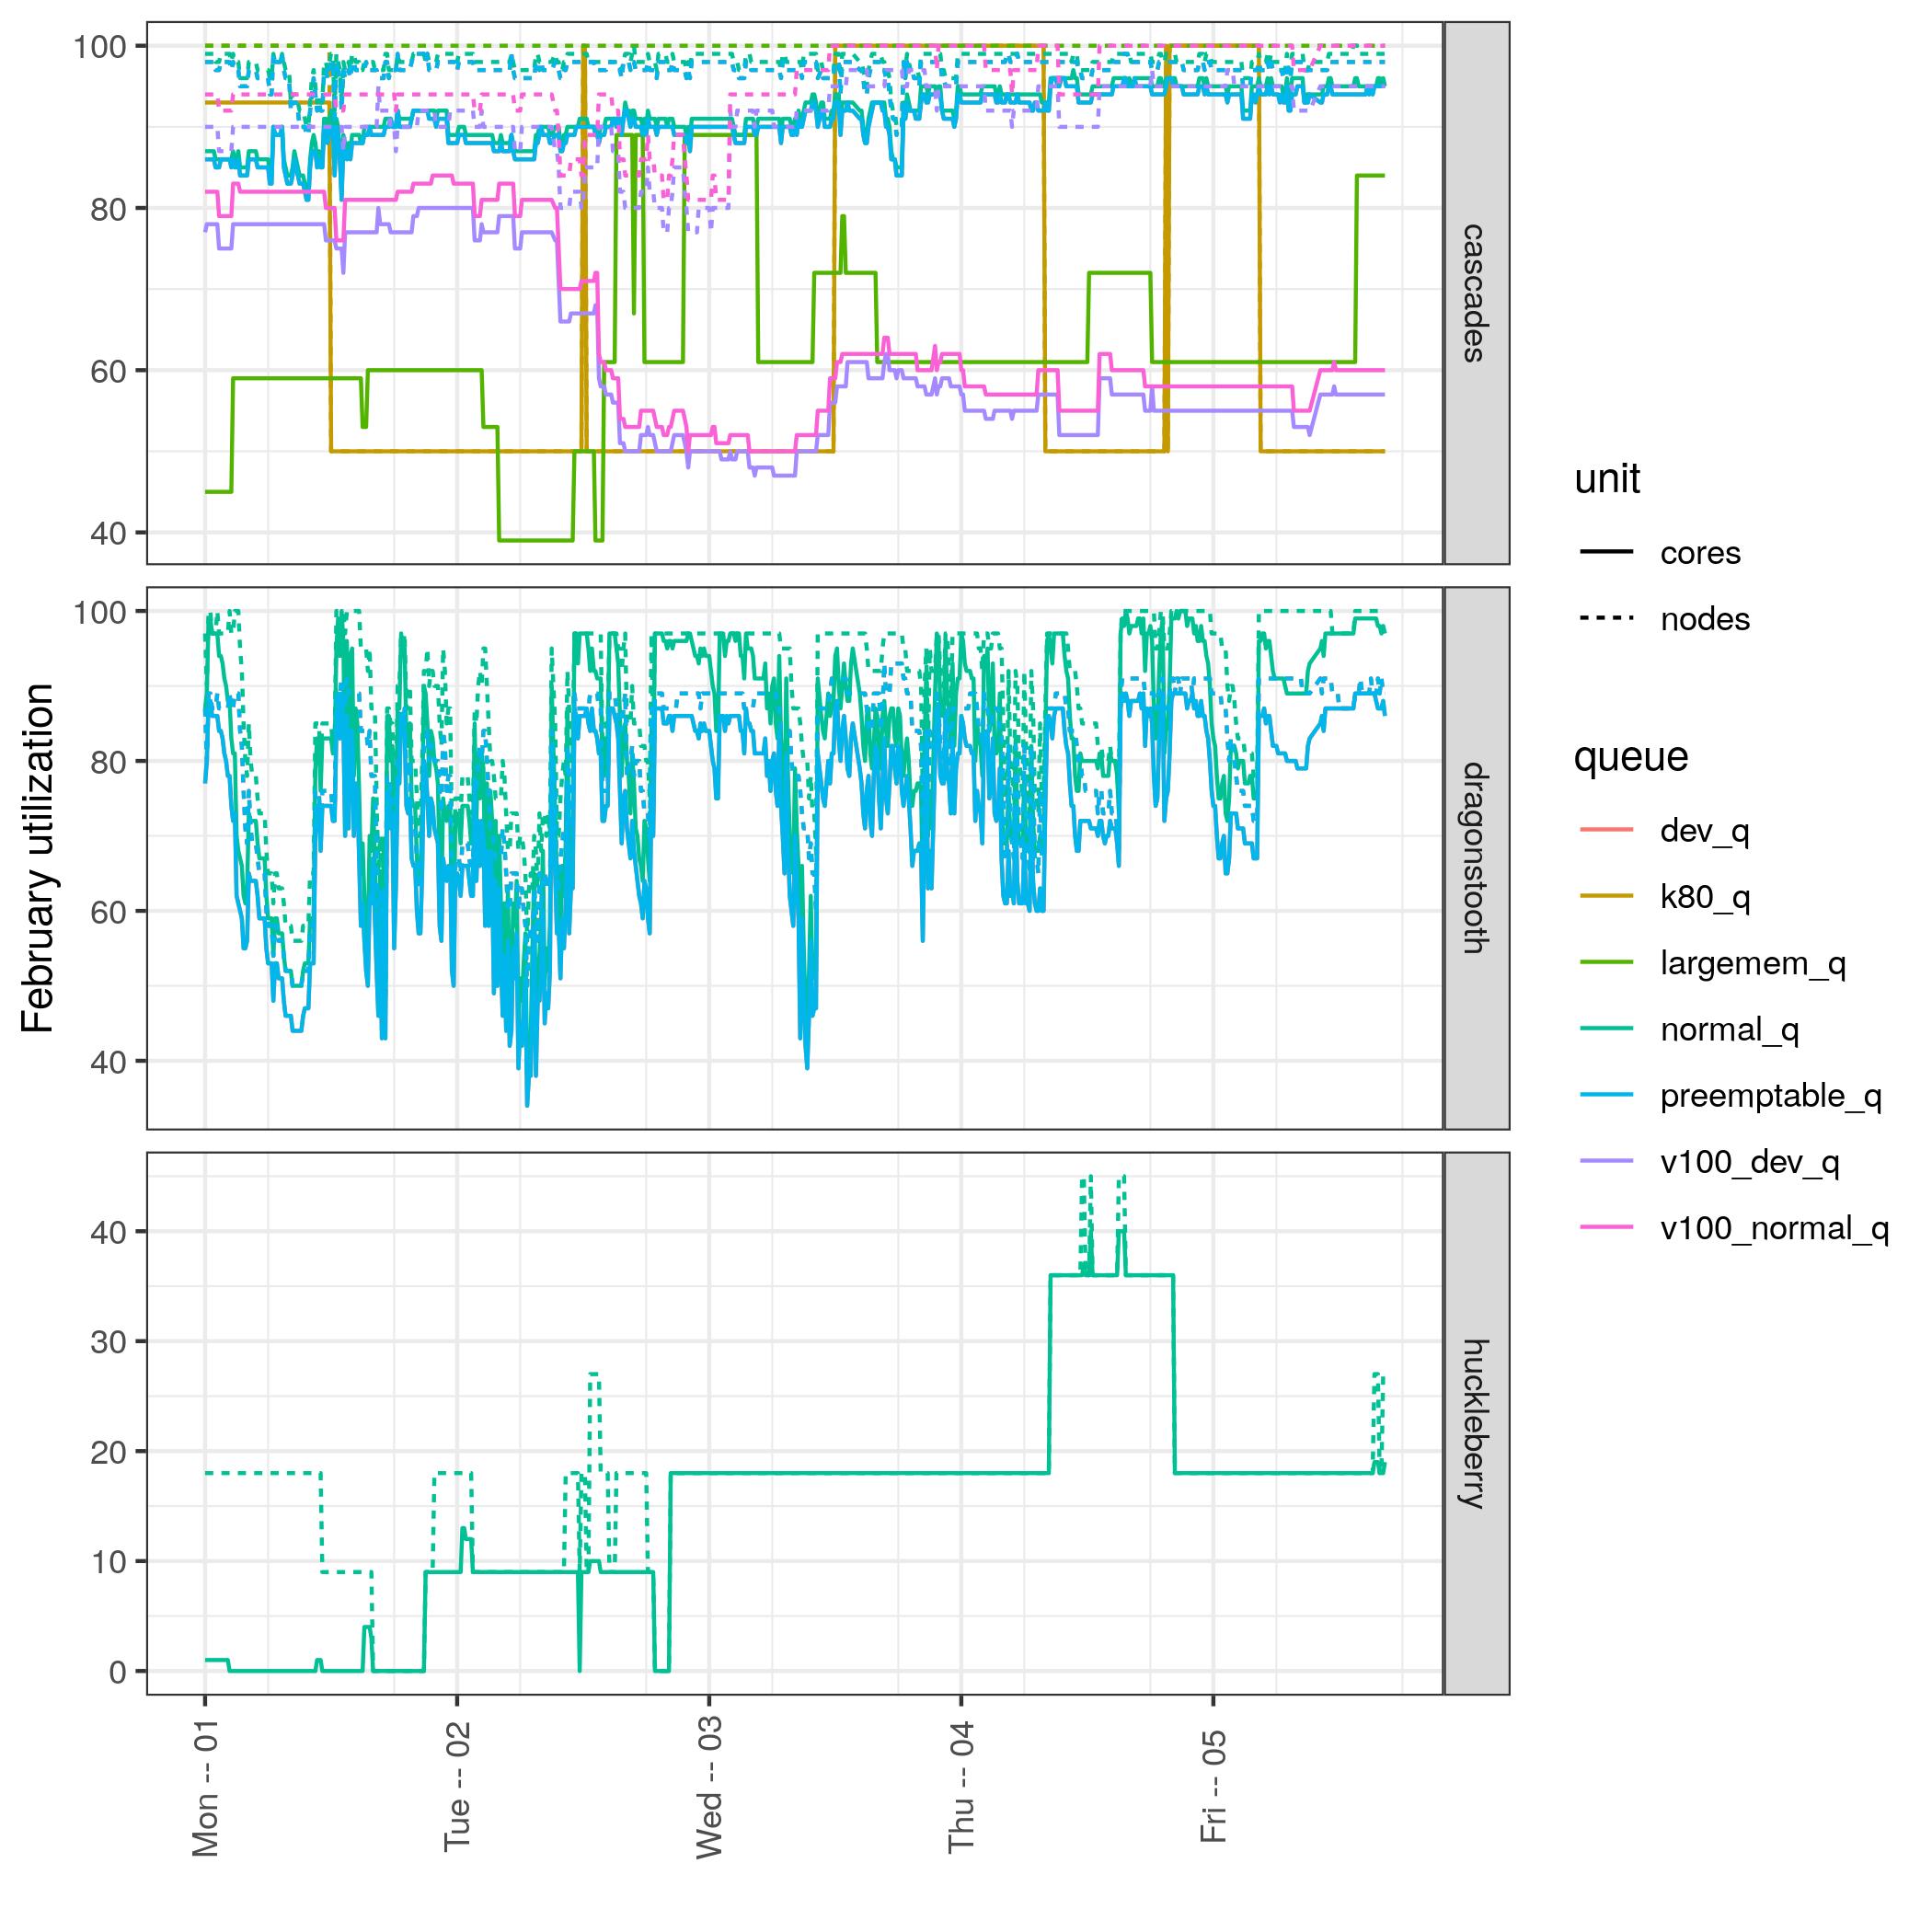 February utilization
100
80
60
40
cascades
100
80
60
40
dragonstooth
40
30
20
10
0
huckleberry
Mon -- 01
Tue -- 02
Wed -- 03
Thu -- 04
Fri -- 05
unit
cores
nodes
queue
dev_q
k80_q
largemem_q
normal_q
preemptable_q
v100_dev_q
v100_normal_q